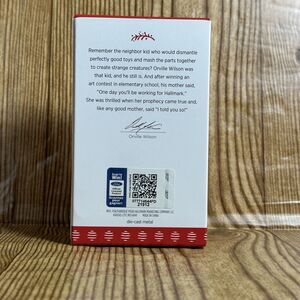 Remember the neighbor kid who would dismantle
perfectly good toys and mash the parts together
to create strange creatures? Orville Wilson was
that kid, and he still is. And after winning an
art contest in elementary school, his mother said,
"One day you'll be working for Hallmark."
She was thrilled when her prophecy came true and,
like any good mother, said "I told you so!"
Orville Wilson
21912
die-cast metal